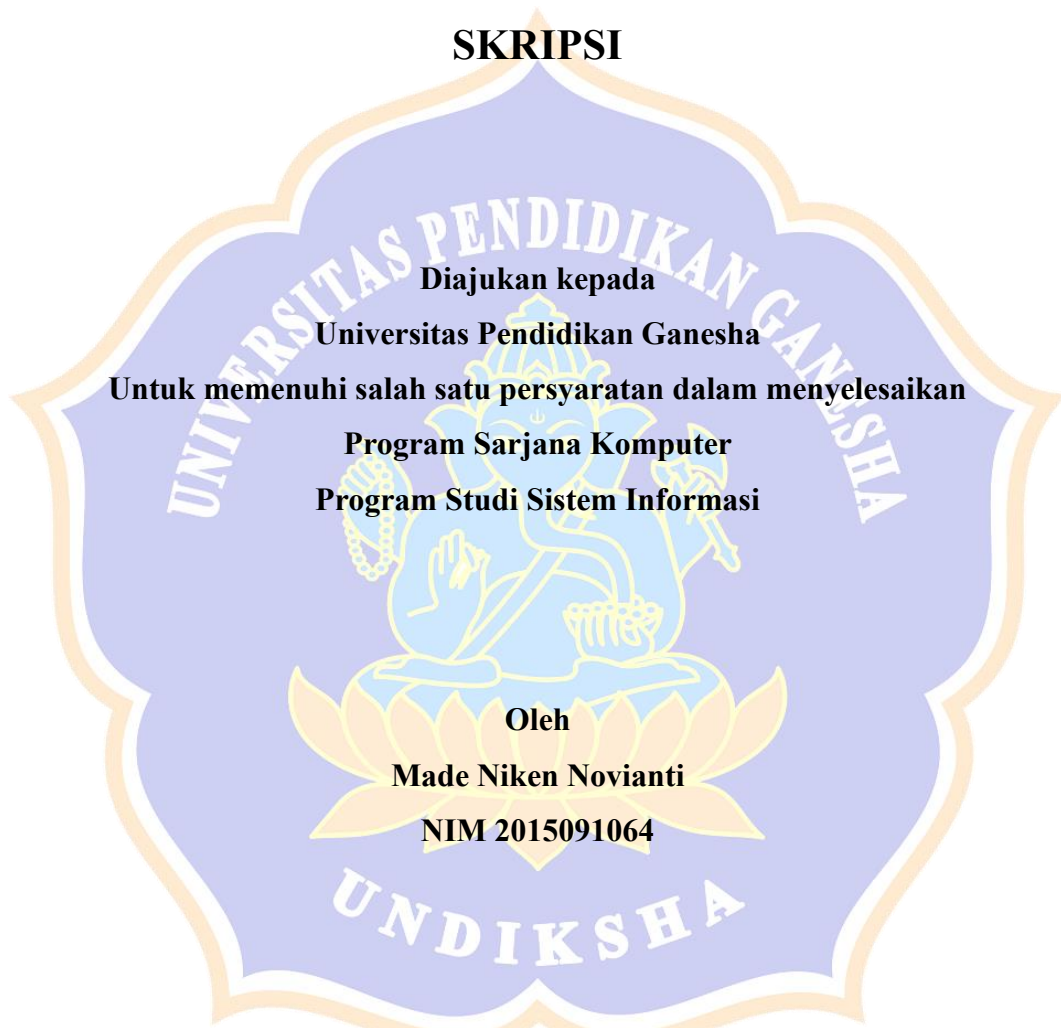 SKRIPSI
UNIVERSITAS PENDIDIKAN GANESHA
Diajukan kepada
Universitas Pendidikan Ganesha
Untuk memenuhi salah satu persyaratan dalam menyelesaikan
Program Sarjana Komputer
Program Studi Sistem Informasi
Oleh
Made Niken Novianti
NIM 2015091064
UNDIKSHA